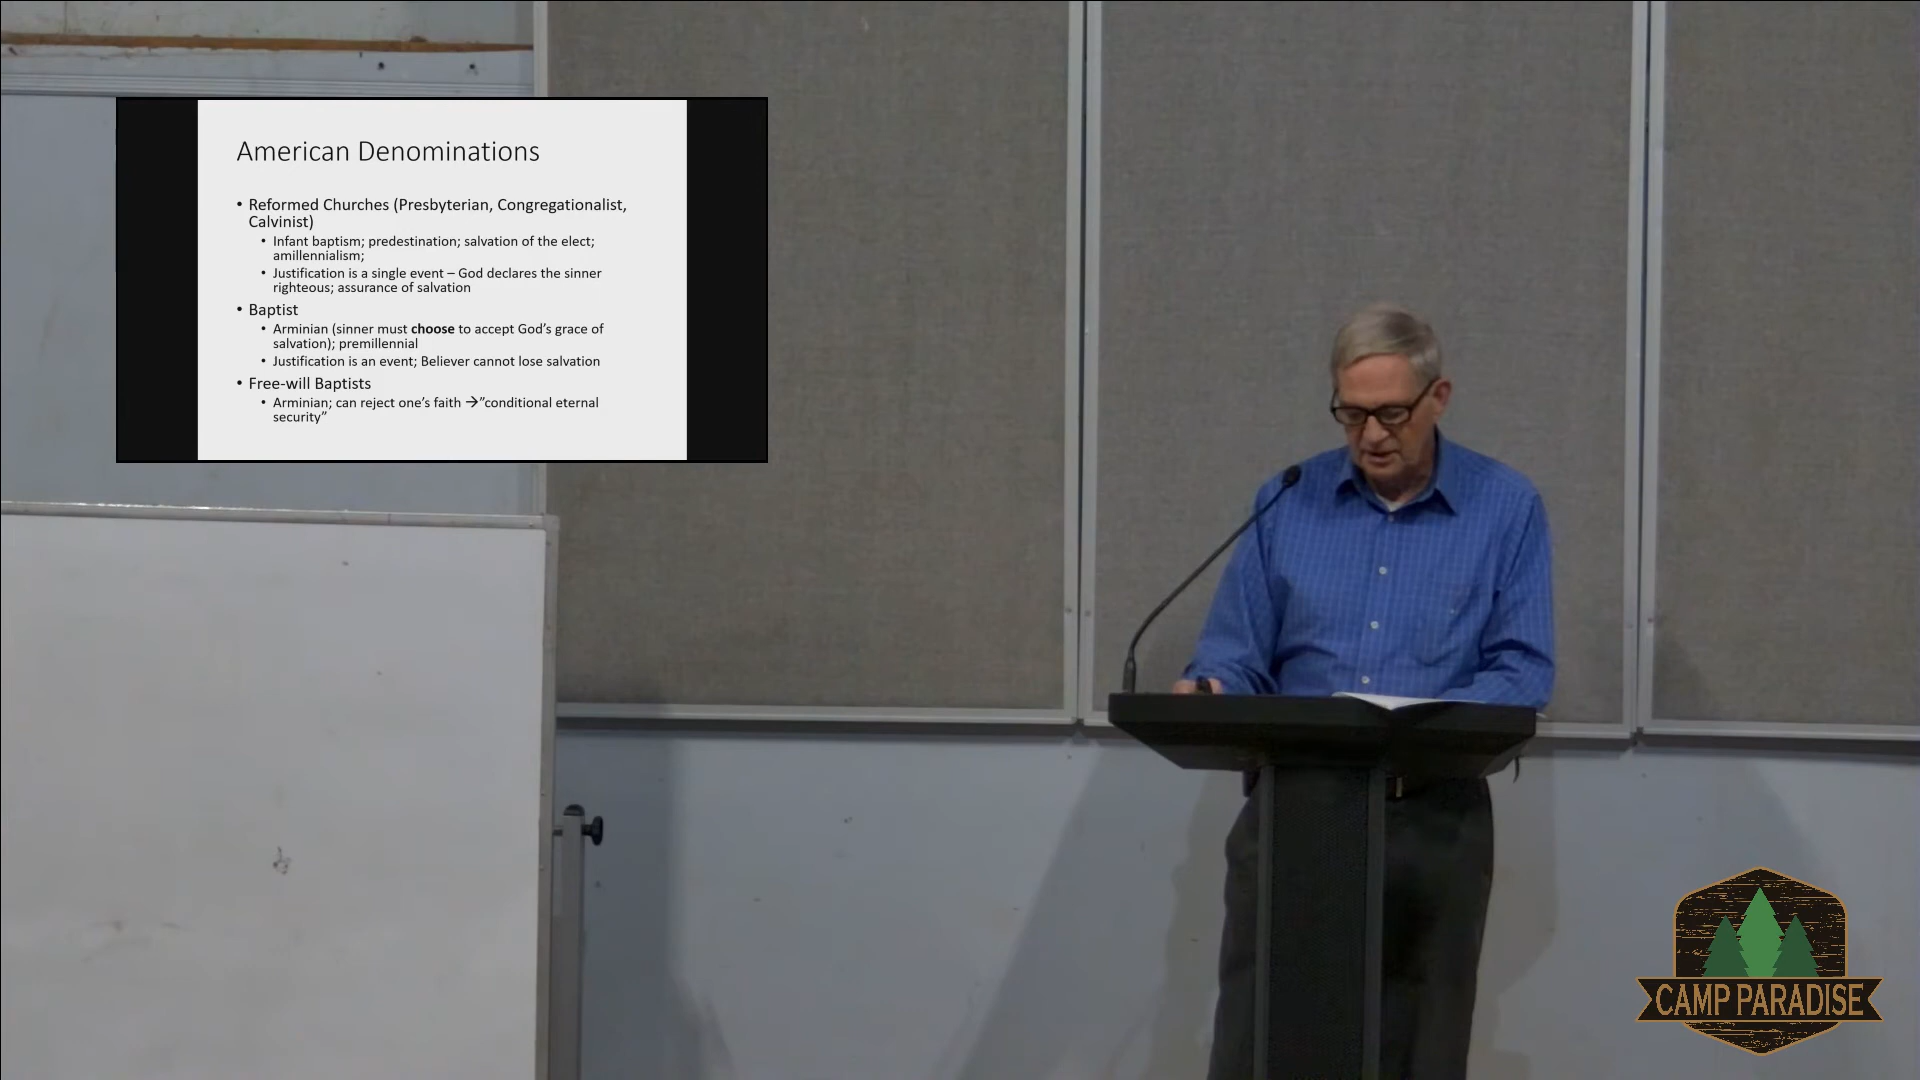 American Denominations
• Reformed Churches (Presbyterian, Congregationalist,
Calvinist)
• Infant baptism; predestination; salvation of the elect;
amillennialism;
• Justification is a single event – God declares the sinner
righteous; assurance of salvation
• Baptist
• Arminian (sinner must choose to accept God’s grace of
salvation); premillennial
• Justification is an event; Believer cannot lose salvation
• Free-will Baptists
• Arminian; can reject one’s faith →”conditional eternal
security”
CAMP PARADISE